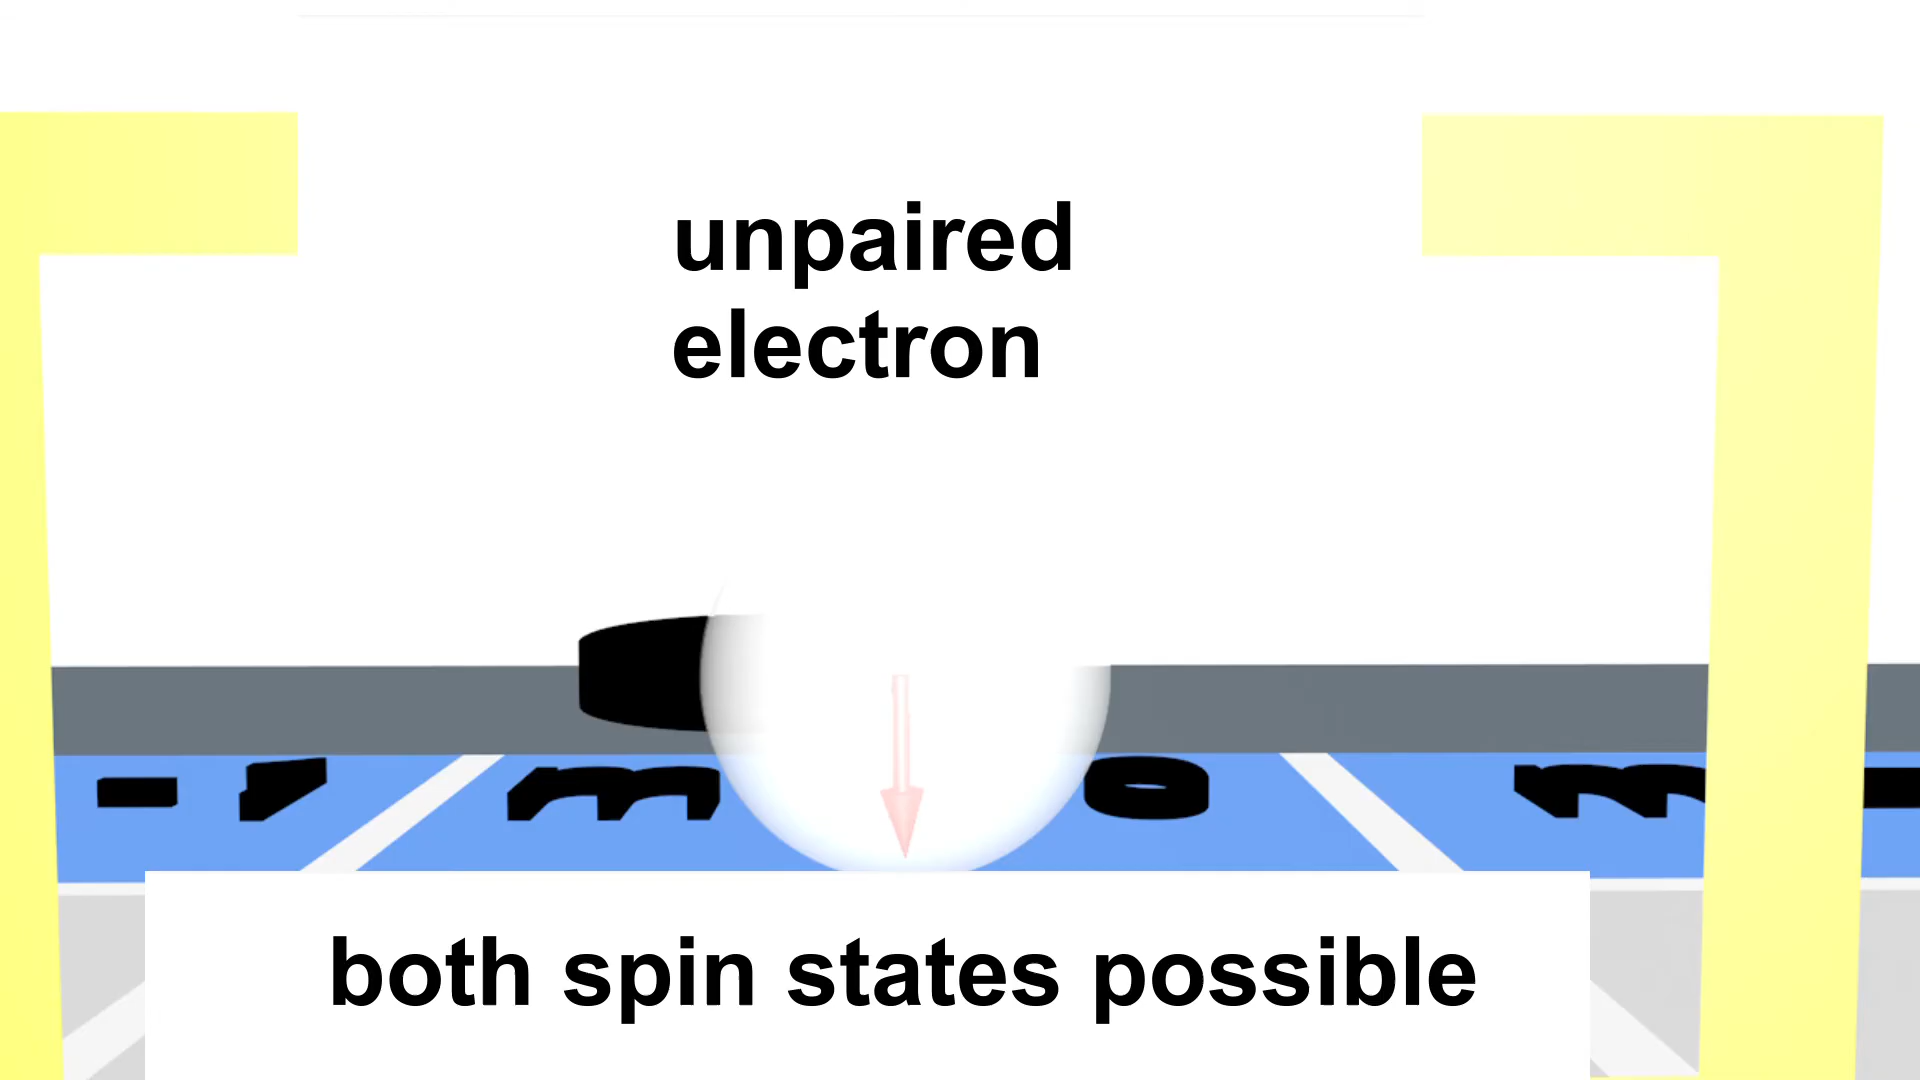 unpaired
electron
both spin states possible